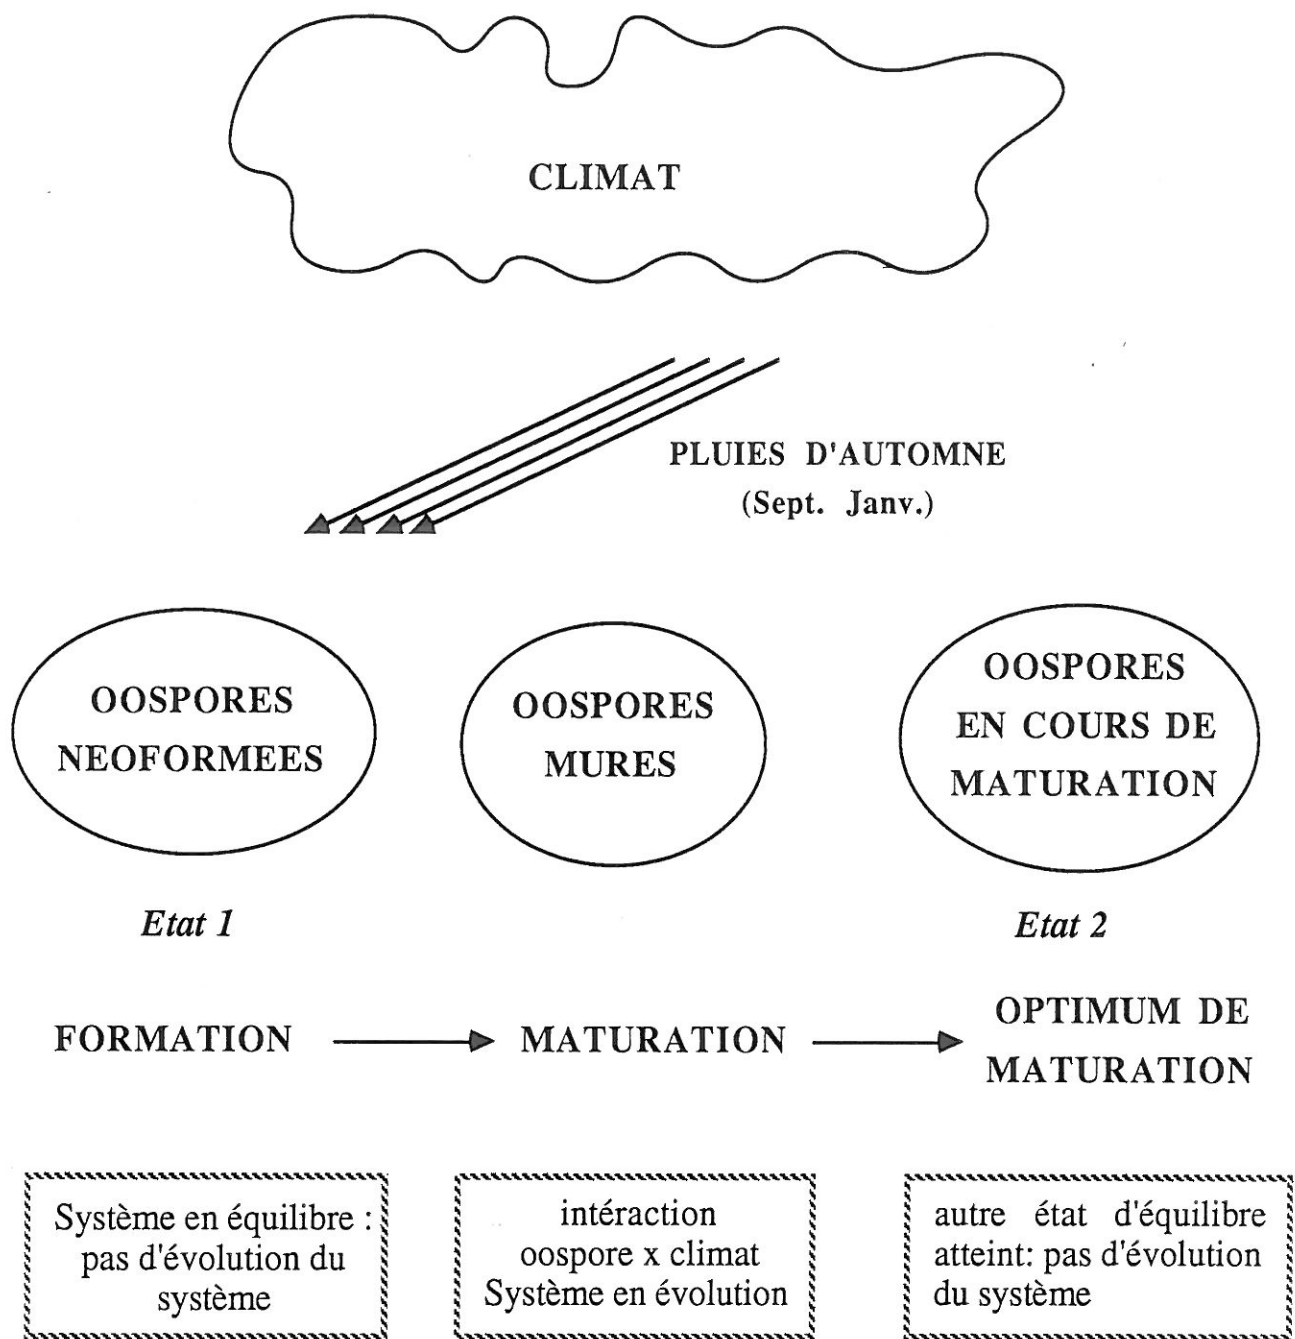 CLIMAT
PLUIES D'AUTOMNE
(Sept. Janv.)
OOSPORES
NEOFORMEES
OOSPORES
MURES
OOSPORES
EN COURS DE
MATURATION
Etat 1
Etat 2
FORMATION
MATURATION
OPTIMUM DE
MATURATION
Système en équilibre :
pas d'évolution du
système
intéraction
oospore x climat
Système en évolution
autre état d'équilibre
atteint: pas d'évolution
du système